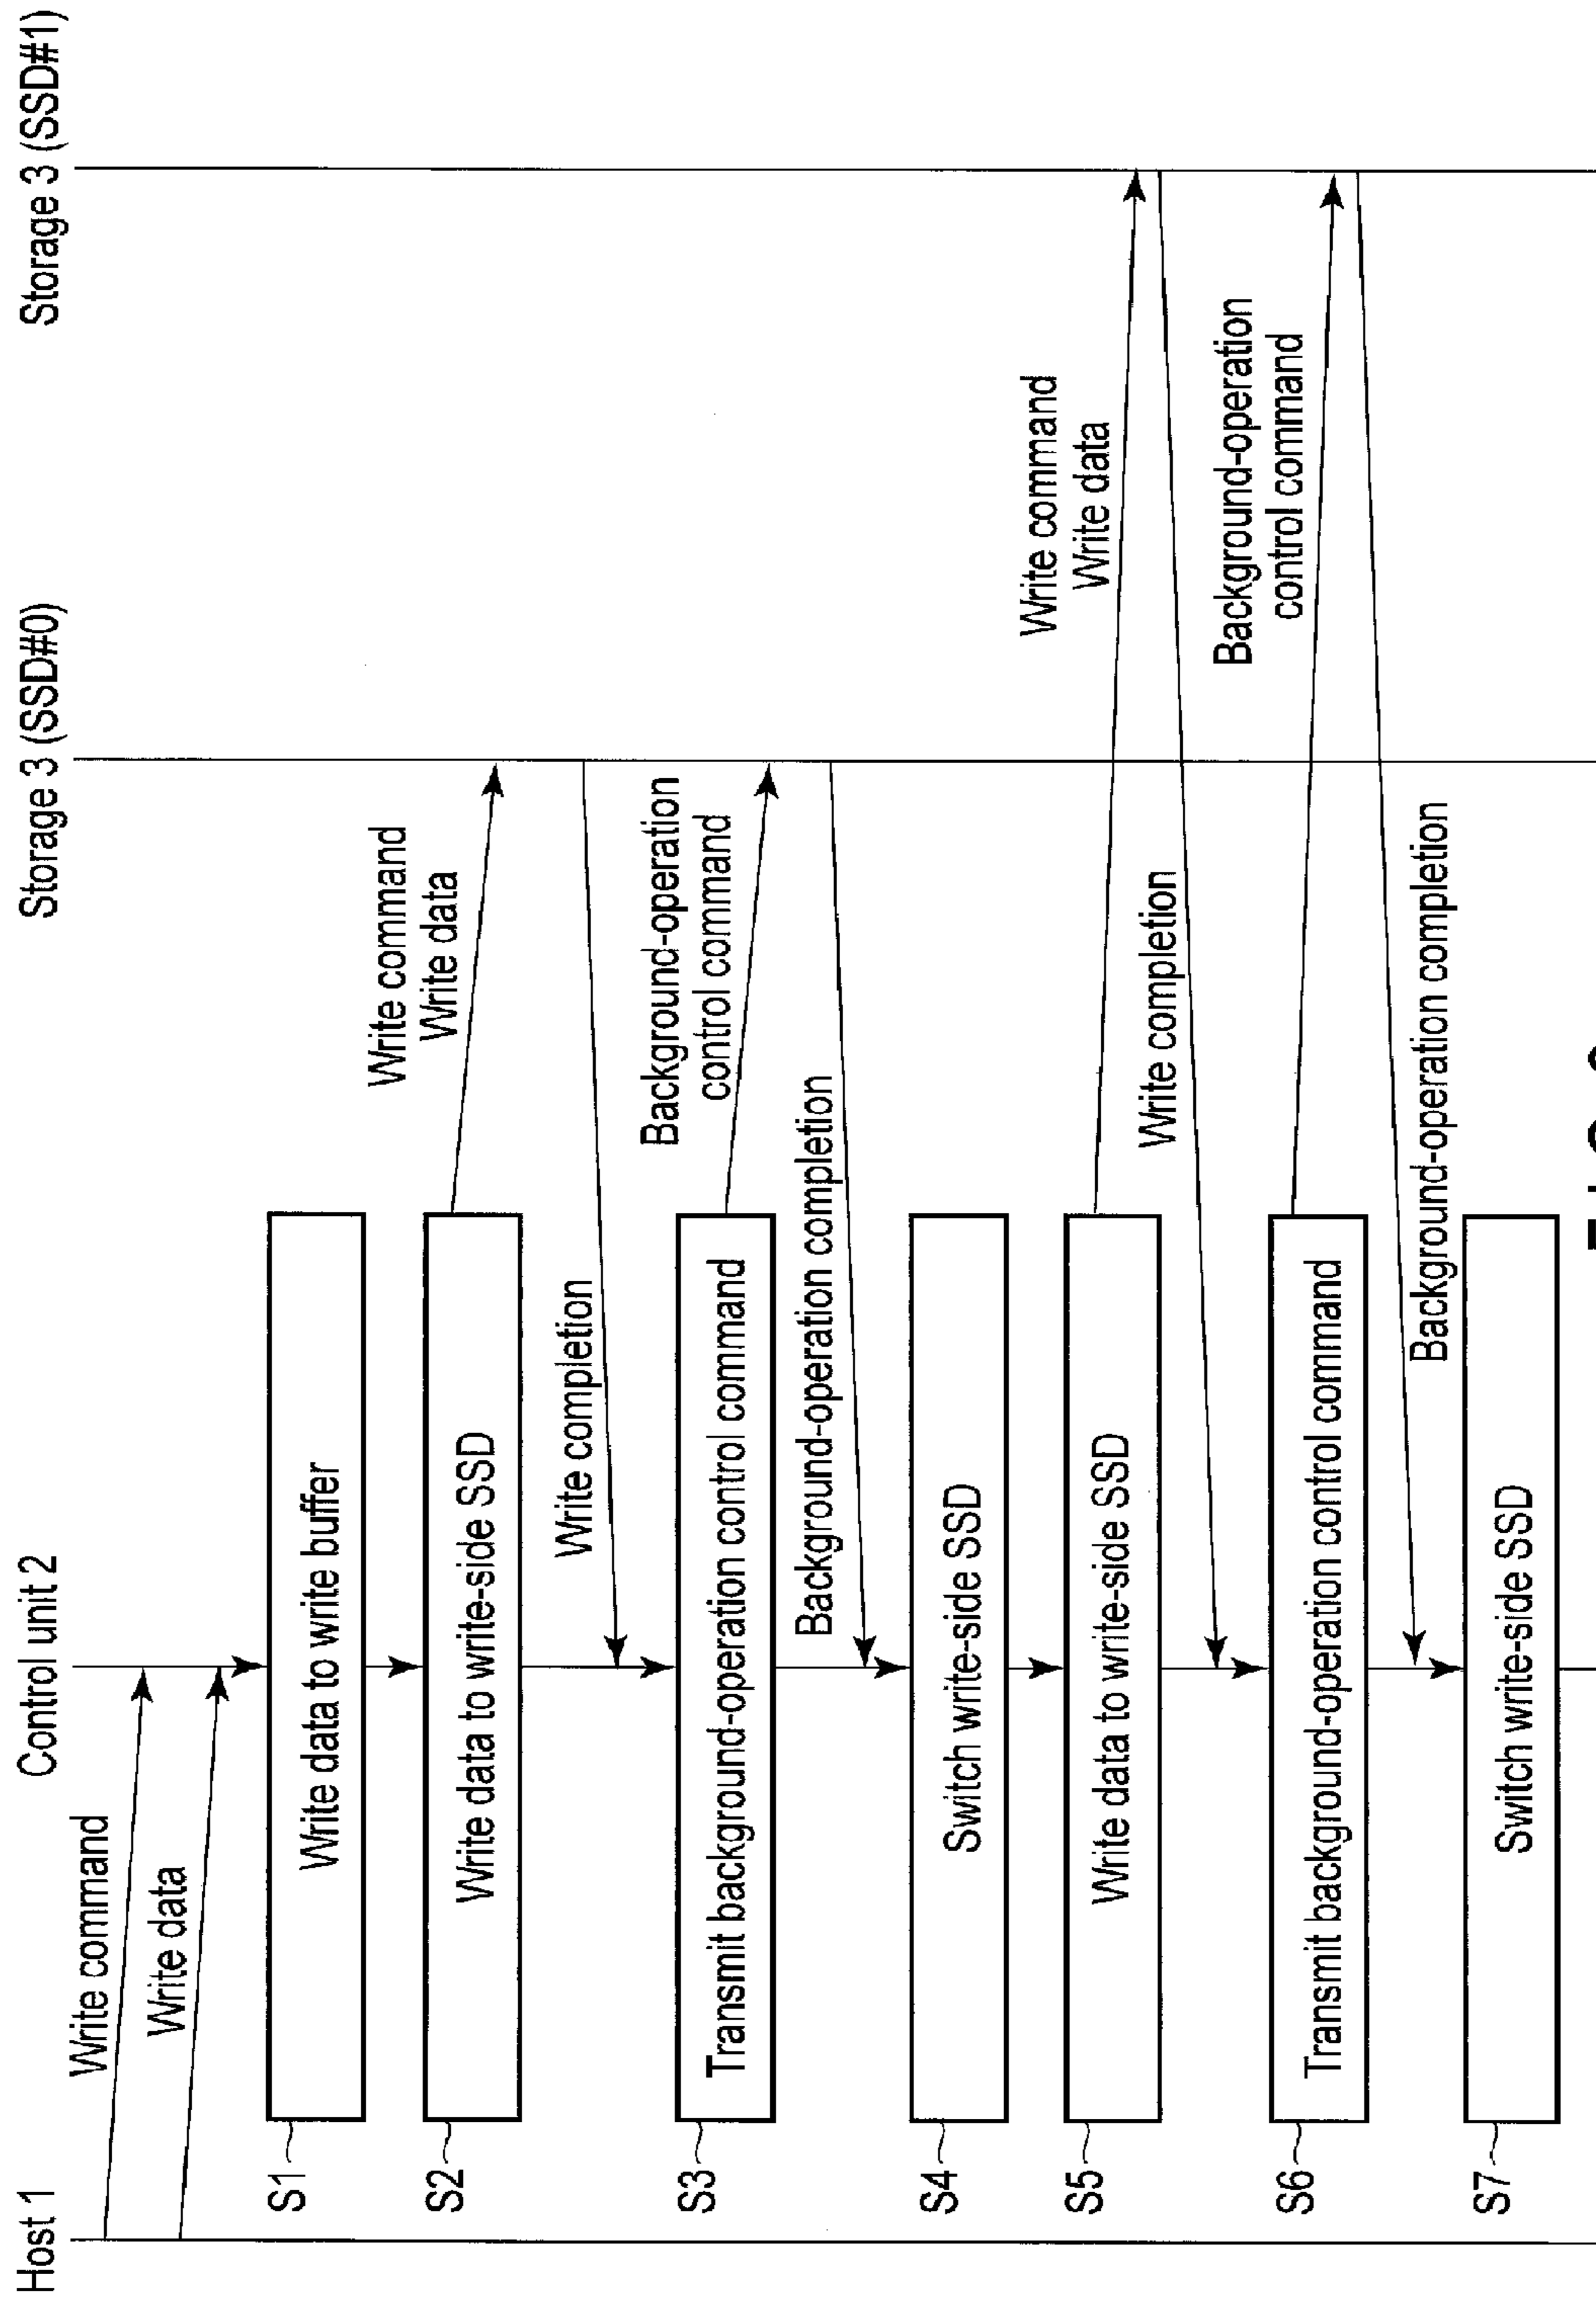 Host 1
Control unit 2
Storage 3 (SSD#0)
Storage 3 (SSD#1)
Write command
Write data
S1
Write data to write buffer
S2
Write data to write-side SSD
Write command
Write data
Write completion
S3
Transmit background-operation control command
Background-operation
control command
Background-operation completion
S4
Switch write-side SSD
S5
Write data to write-side SSD
Write command
Write data
Write completion
S6
Transmit background-operation control command
Background-operation
control command
Background-operation completion
S7
Switch write-side SSD